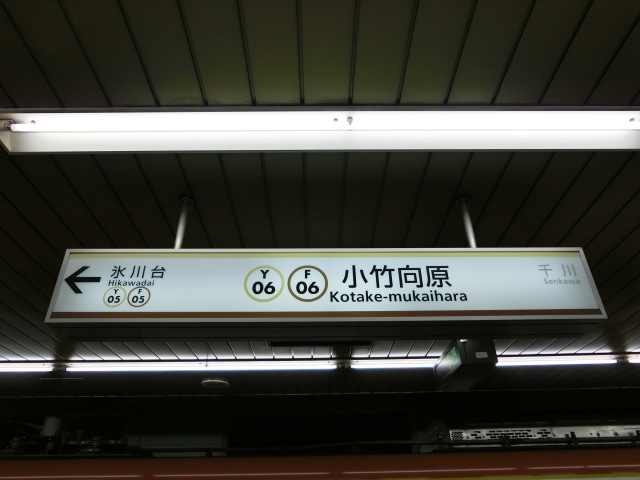 氷川台
Hikawadai
Y 05 F 05
Y 06 F 06
小竹向原
Kotake-mukaihara
千川
Senkawa